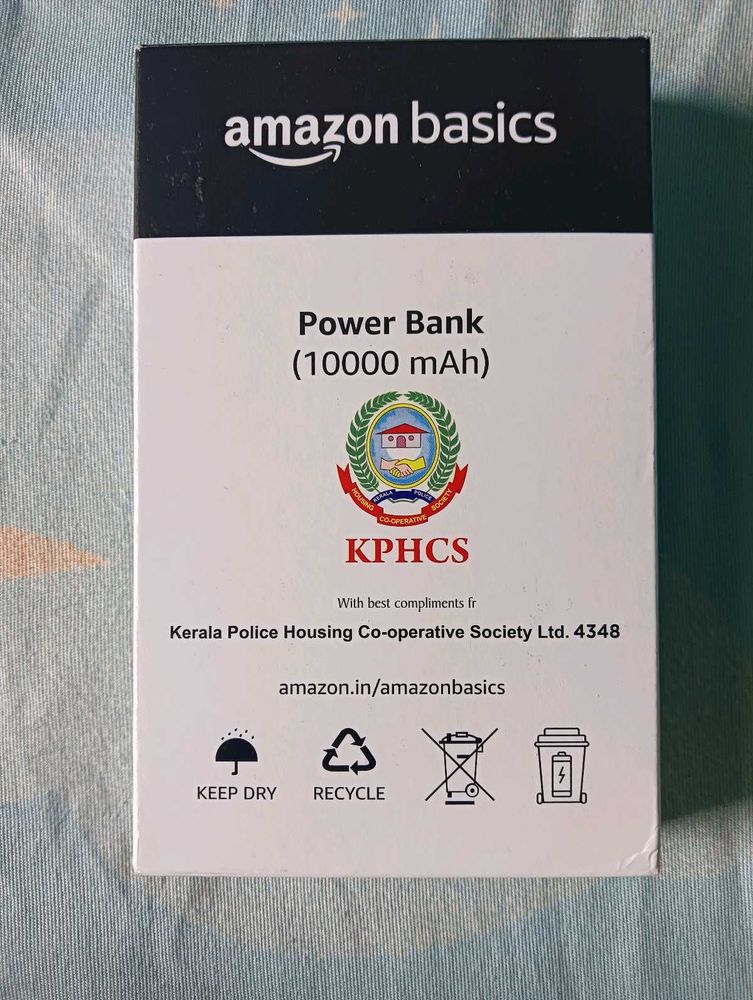 amazon basics
Power Bank
(10000 mAh)
KERALA POLICE
HOUSING CO-OPERATIVE SOCIETY
KPHCS
With best compliments fr
Kerala Police Housing Co-operative Society Ltd. 4348
amazon.in/amazonbasics
KEEP DRY RECYCLE